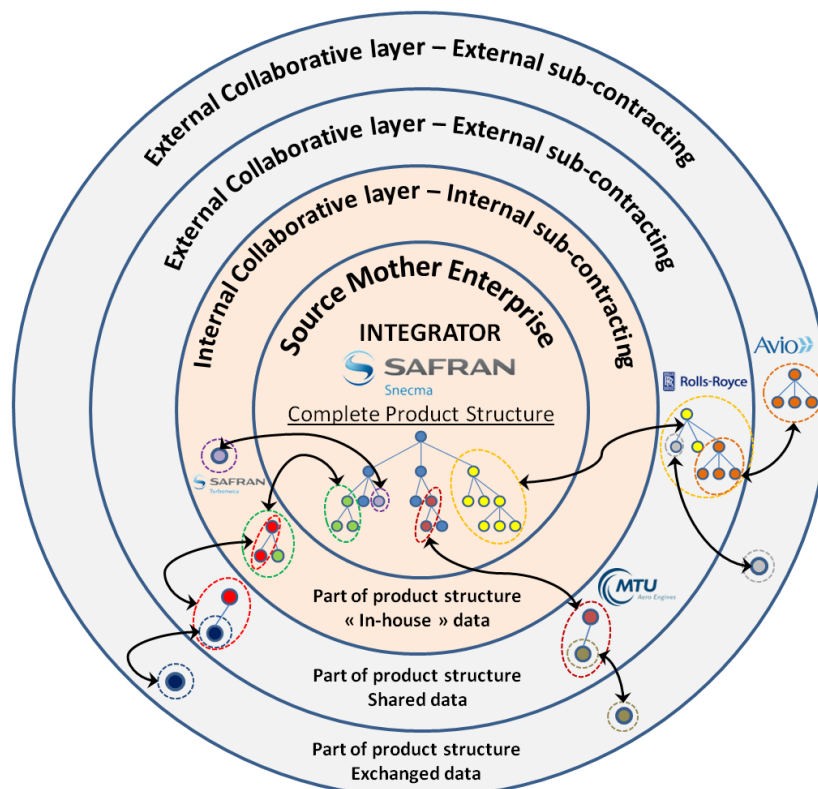 External Collaborative layer – External sub-contracting
External Collaborative layer – External sub-contracting
Internal Collaborative layer – Internal sub-contracting
Source Mother Enterprise
INTEGRATOR
SAFRAN
Snecma
Complete Product Structure
Avio
Rolls-Royce
SAFRAN
Turbomeca
MTU
Aero Engines
Part of product structure
« In-house » data
Part of product structure
Shared data
Part of product structure
Exchanged data